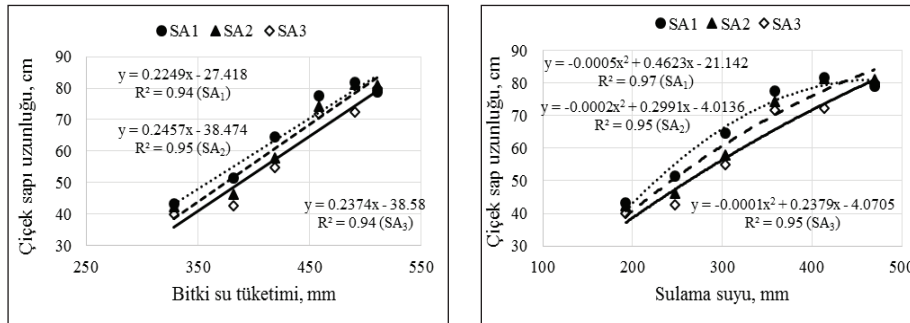 SA1 SA2 SA3
90
80
70
60
50
40
30
Çiçek sapı uzunluğu, cm
y = 0.2249x - 27.418
R² = 0.94 (SA₁)
y = 0.2457x - 38.474
R² = 0.95 (SA₂)
y = 0.2374x - 38.58
R² = 0.94 (SA₃)
250 350 450 550
Bitki su tüketimi, mm
SA1 SA2 SA3
90
80
70
60
50
40
30
Çiçek sap uzunluğu, cm
y = -0.0005x² + 0.4623x - 21.142
R² = 0.97 (SA₁)
y = -0.0002x² + 0.2991x - 4.0136
R² = 0.95 (SA₂)
y = -0.0001x² + 0.2379x - 4.0705
R² = 0.95 (SA₃)
100 200 300 400 500
Sulama suyu, mm